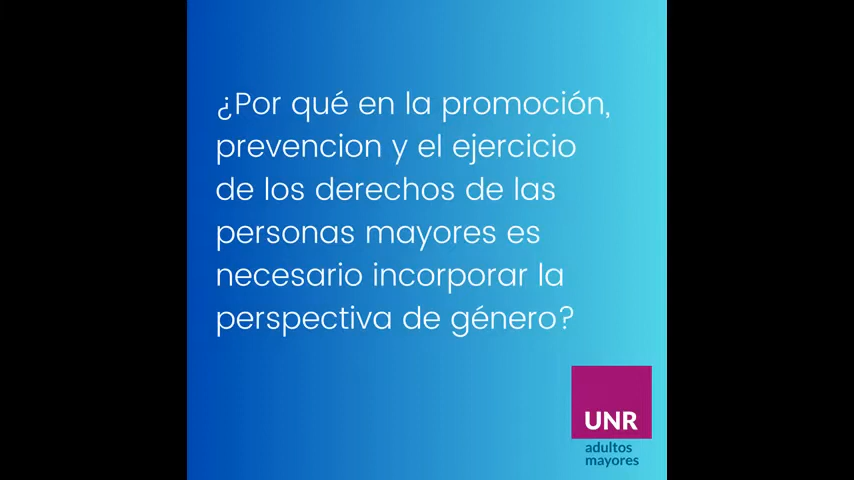 ¿Por qué en la promoción,
prevencion y el ejercicio
de los derechos de las
personas mayores es
necesario incorporar la
perspectiva de género?
UNR
adultos
mayores